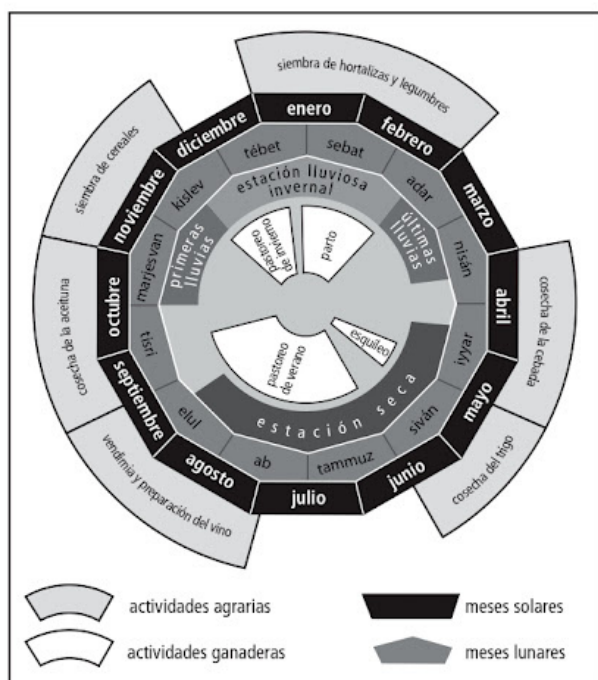 siembra de hortalizas y legumbres
siembra de cereales
cosecha de la aceituna
vendimia y preparación del vino
cosecha de la cebada
cosecha del trigo
enero
febrero
marzo
abril
mayo
junio
julio
agosto
septiembre
octubre
noviembre
diciembre
tébet
sebat
adar
nisán
iyyar
siván
tammuz
ab
elul
tisri
marjesvan
kislev
estación lluviosa
invernal
últimas
lluvias
estación seca
primeras
lluvias
pastoreo
de invierno
parto
esquileo
pastoreo
de verano
actividades agrarias
meses solares
actividades ganaderas
meses lunares